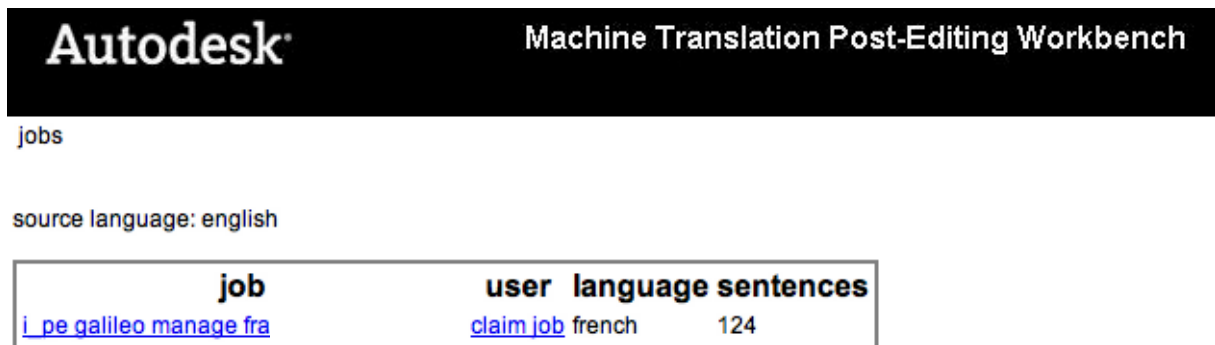 Autodesk Machine Translation Post-Editing Workbench
jobs
source language: english
job user language sentences
i_pe galileo manage fra claim job french 124